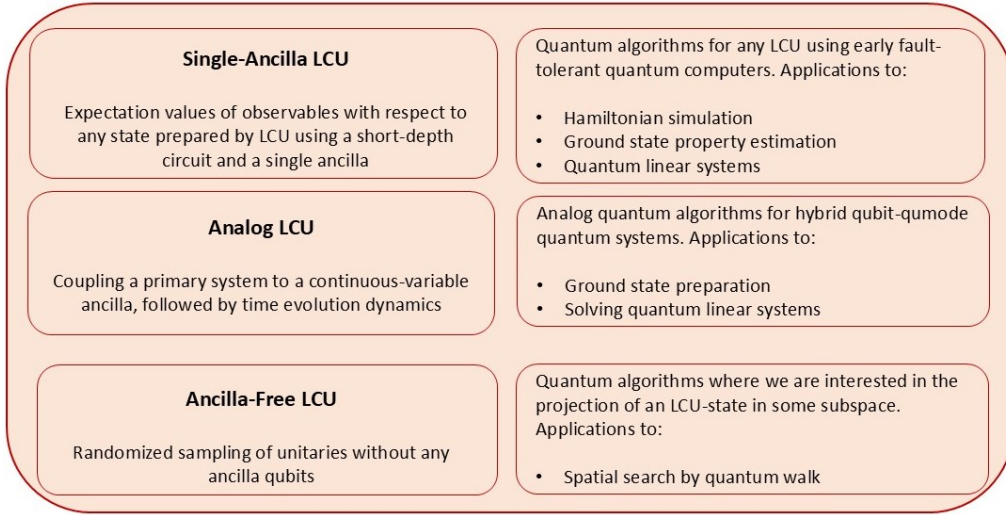 Single-Ancilla LCU
Expectation values of observables with respect to
any state prepared by LCU using a short-depth
circuit and a single ancilla
Quantum algorithms for any LCU using early fault-
tolerant quantum computers. Applications to:
• Hamiltonian simulation
• Ground state property estimation
• Quantum linear systems
Analog LCU
Coupling a primary system to a continuous-variable
ancilla, followed by time evolution dynamics
Analog quantum algorithms for hybrid qubit-qumode
quantum systems. Applications to:
• Ground state preparation
• Solving quantum linear systems
Ancilla-Free LCU
Randomized sampling of unitaries without any
ancilla qubits
Quantum algorithms where we are interested in the
projection of an LCU-state in some subspace.
Applications to:
• Spatial search by quantum walk